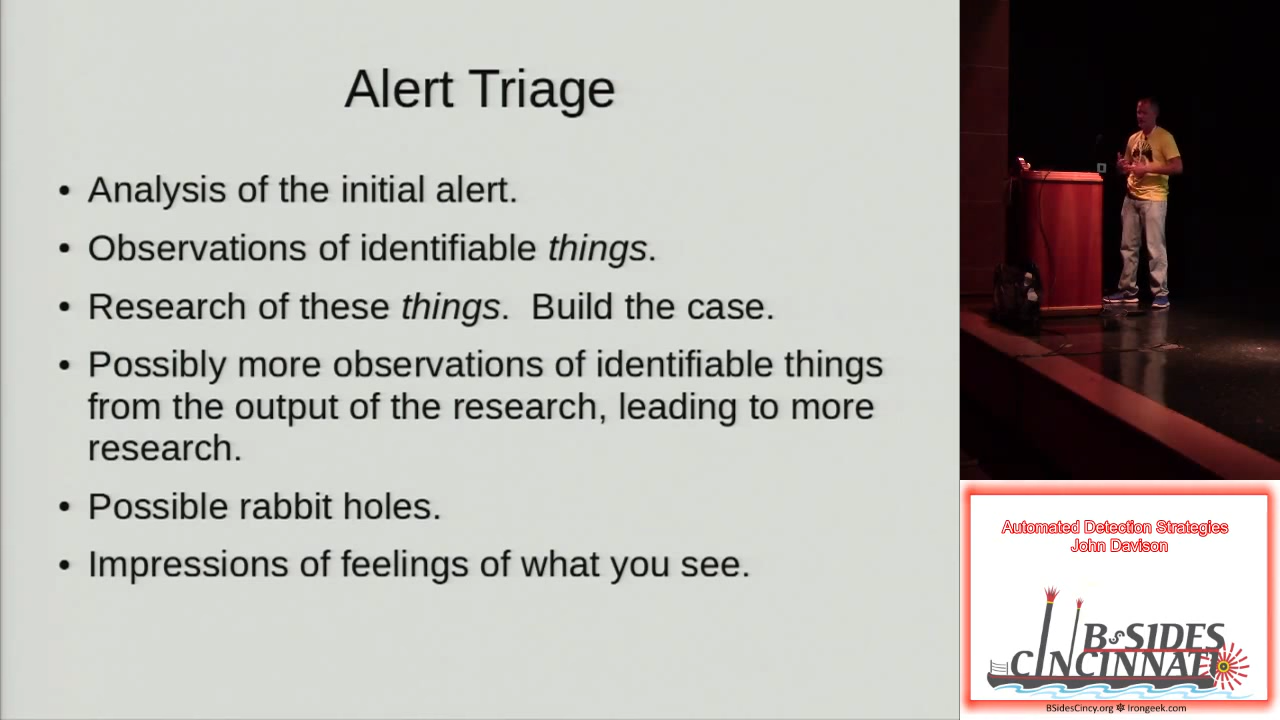 Alert Triage
• Analysis of the initial alert.
• Observations of identifiable things.
• Research of these things.  Build the case.
• Possibly more observations of identifiable things
from the output of the research, leading to more
research.
• Possible rabbit holes.
• Impressions of feelings of what you see.
Automated Detection Strategies
John Davison
BSIDES
CINCINNATI
BSidesCincy.org ✽ Irongeek.com